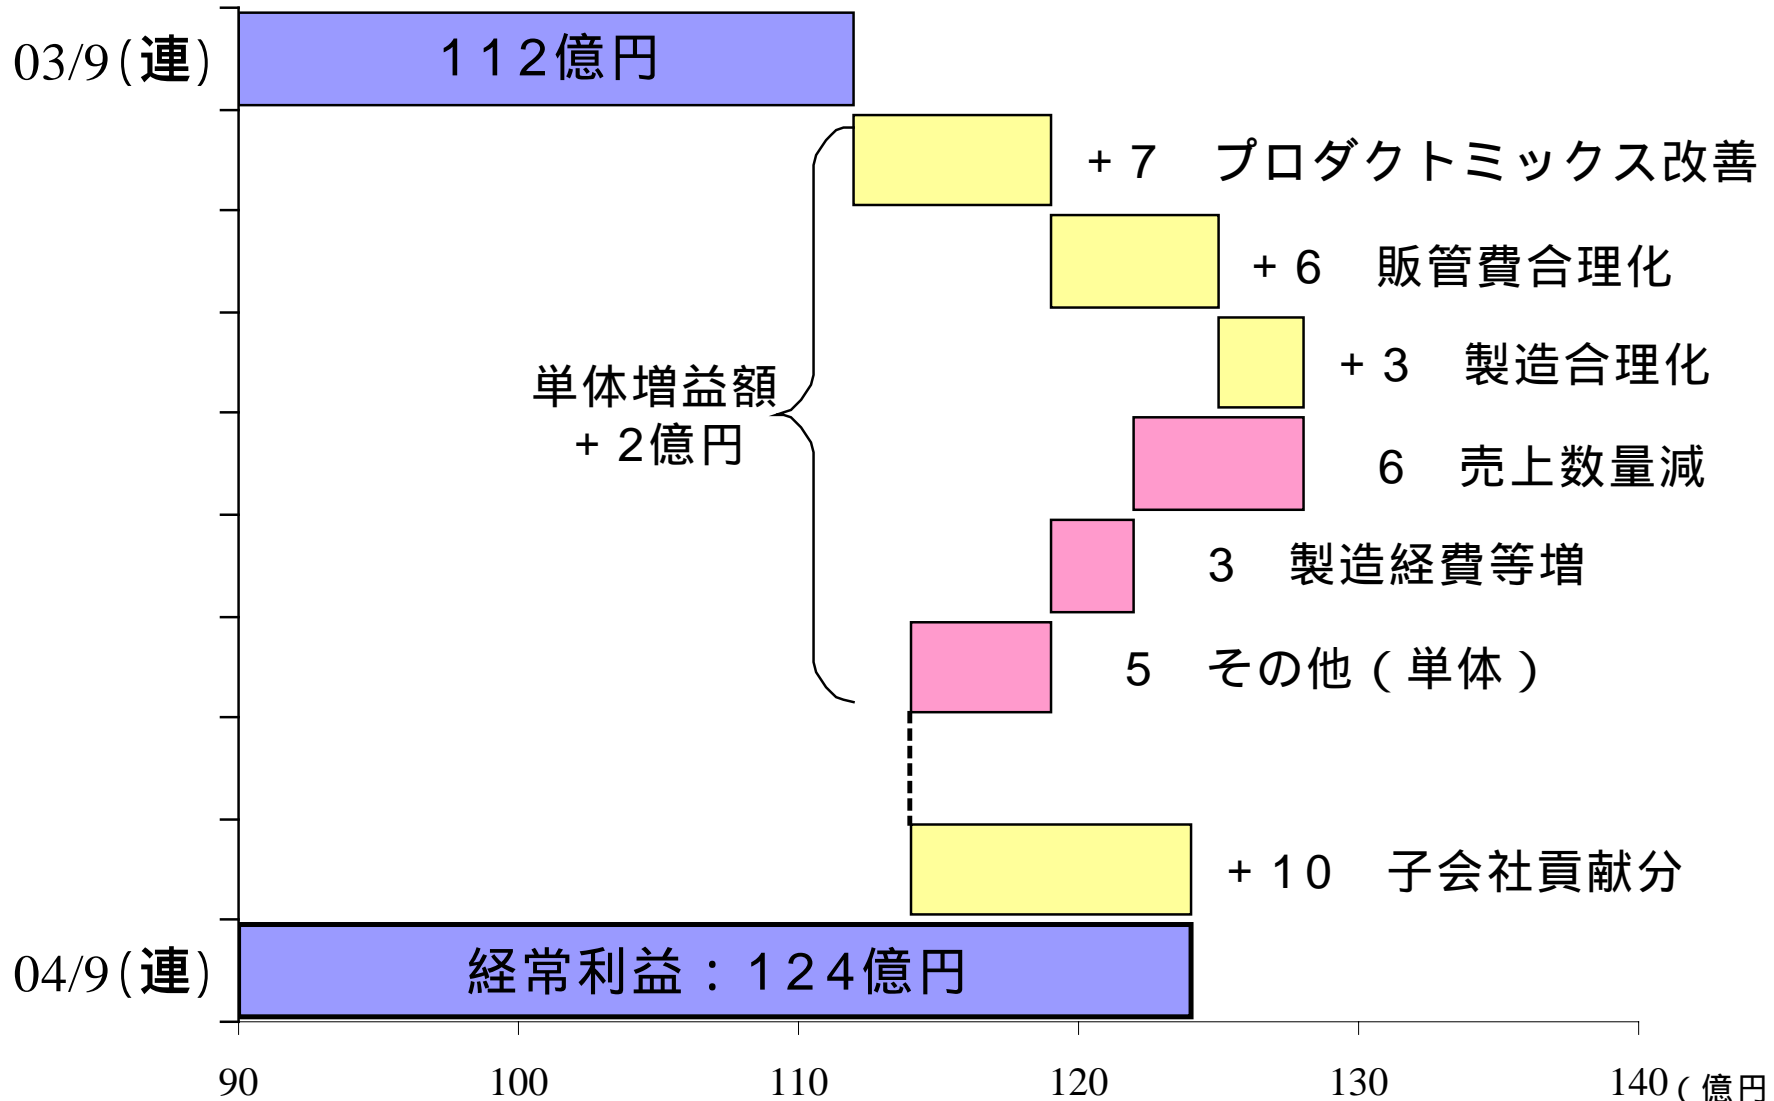 03/9(連)
112億円
+7 プロダクトミックス改善
+6 販管費合理化
+3 製造合理化
単体増益額
+2億円
6 売上数量減
3 製造経費等増
5 その他(単体)
+10 子会社貢献分
04/9(連)
経常利益:124億円
90 100 110 120 130 140 (億円